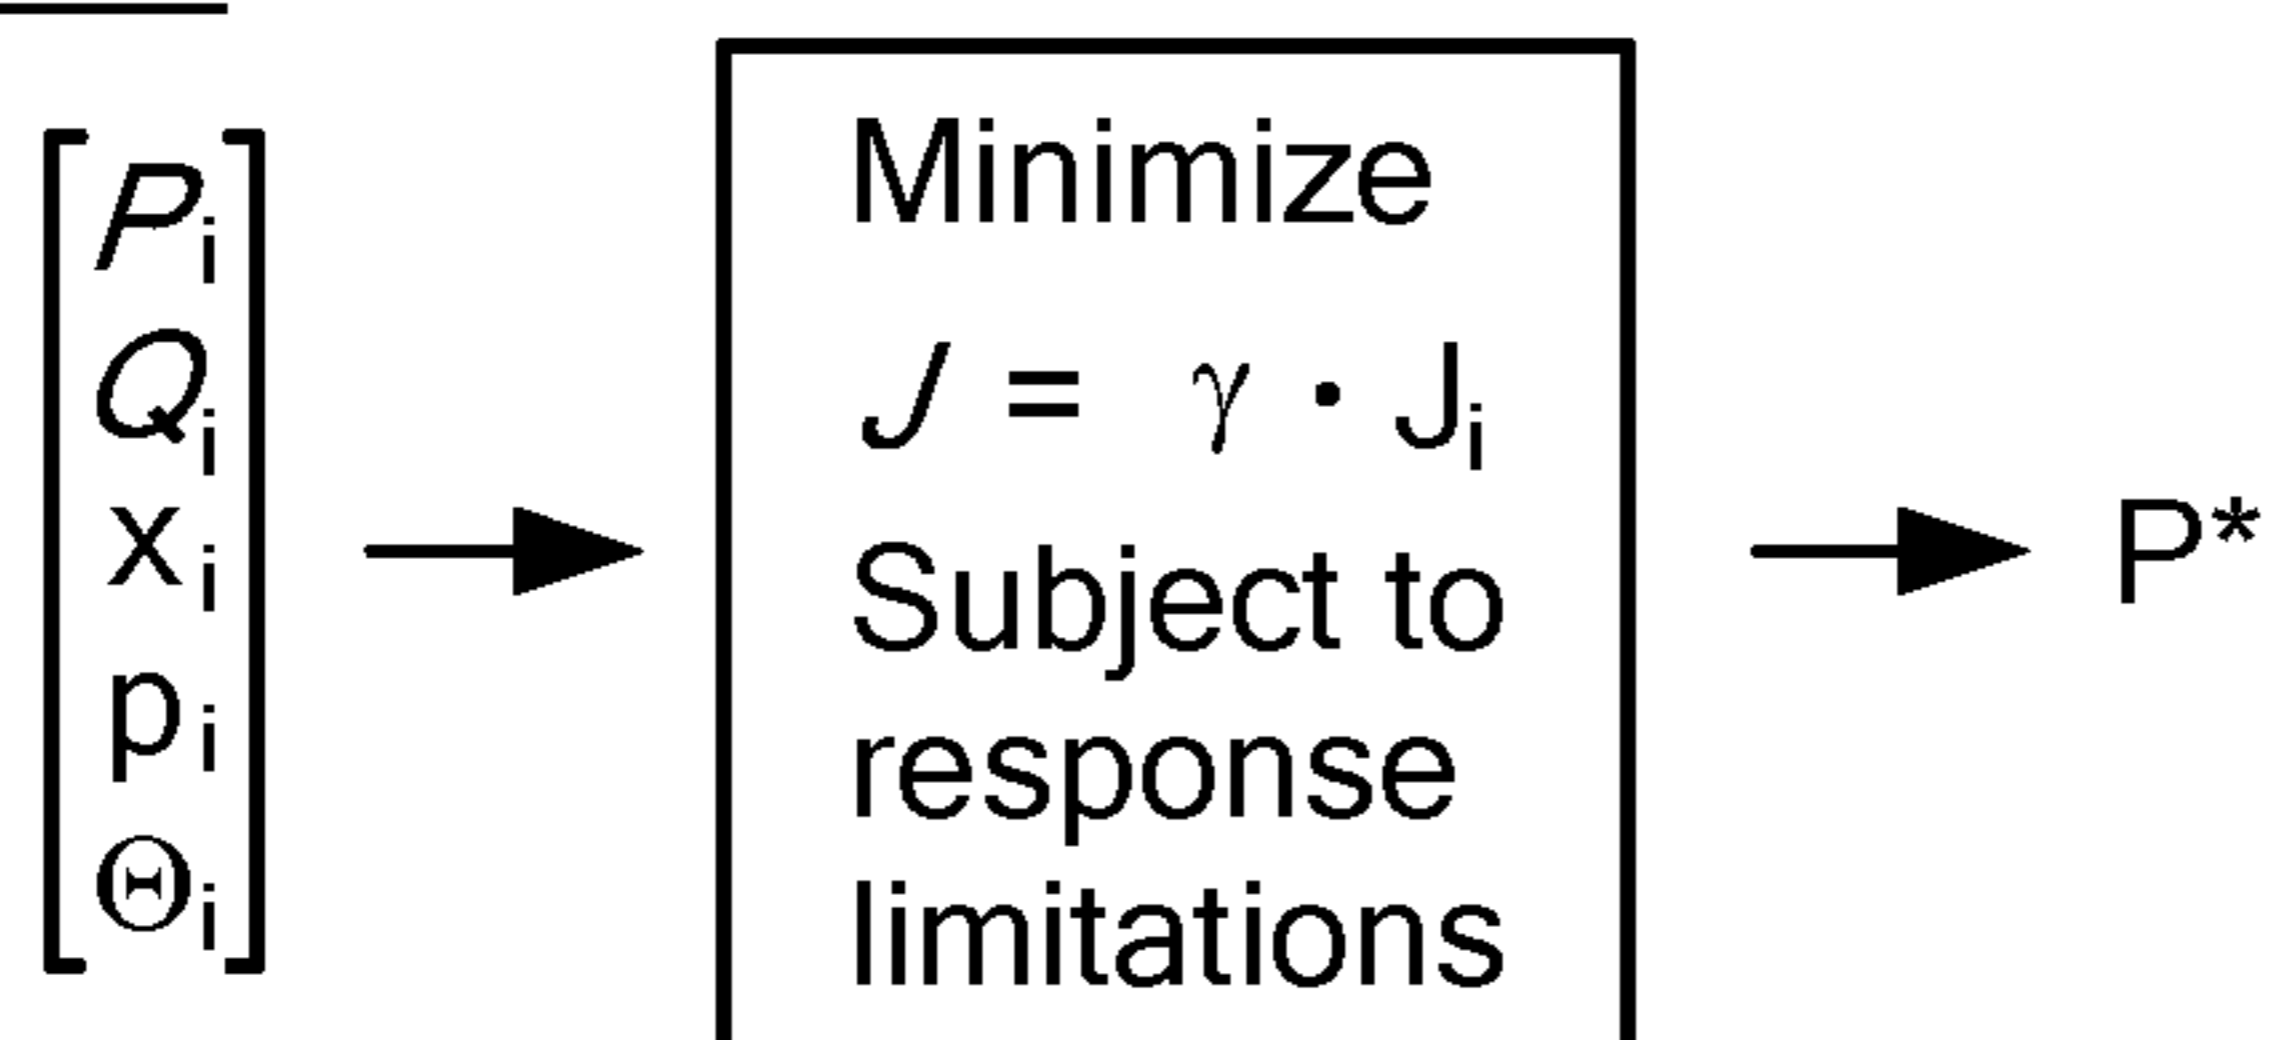 Pi
Qi
xi
pi
Θi
Minimize
J = γ • Ji
Subject to
response
limitations
P*